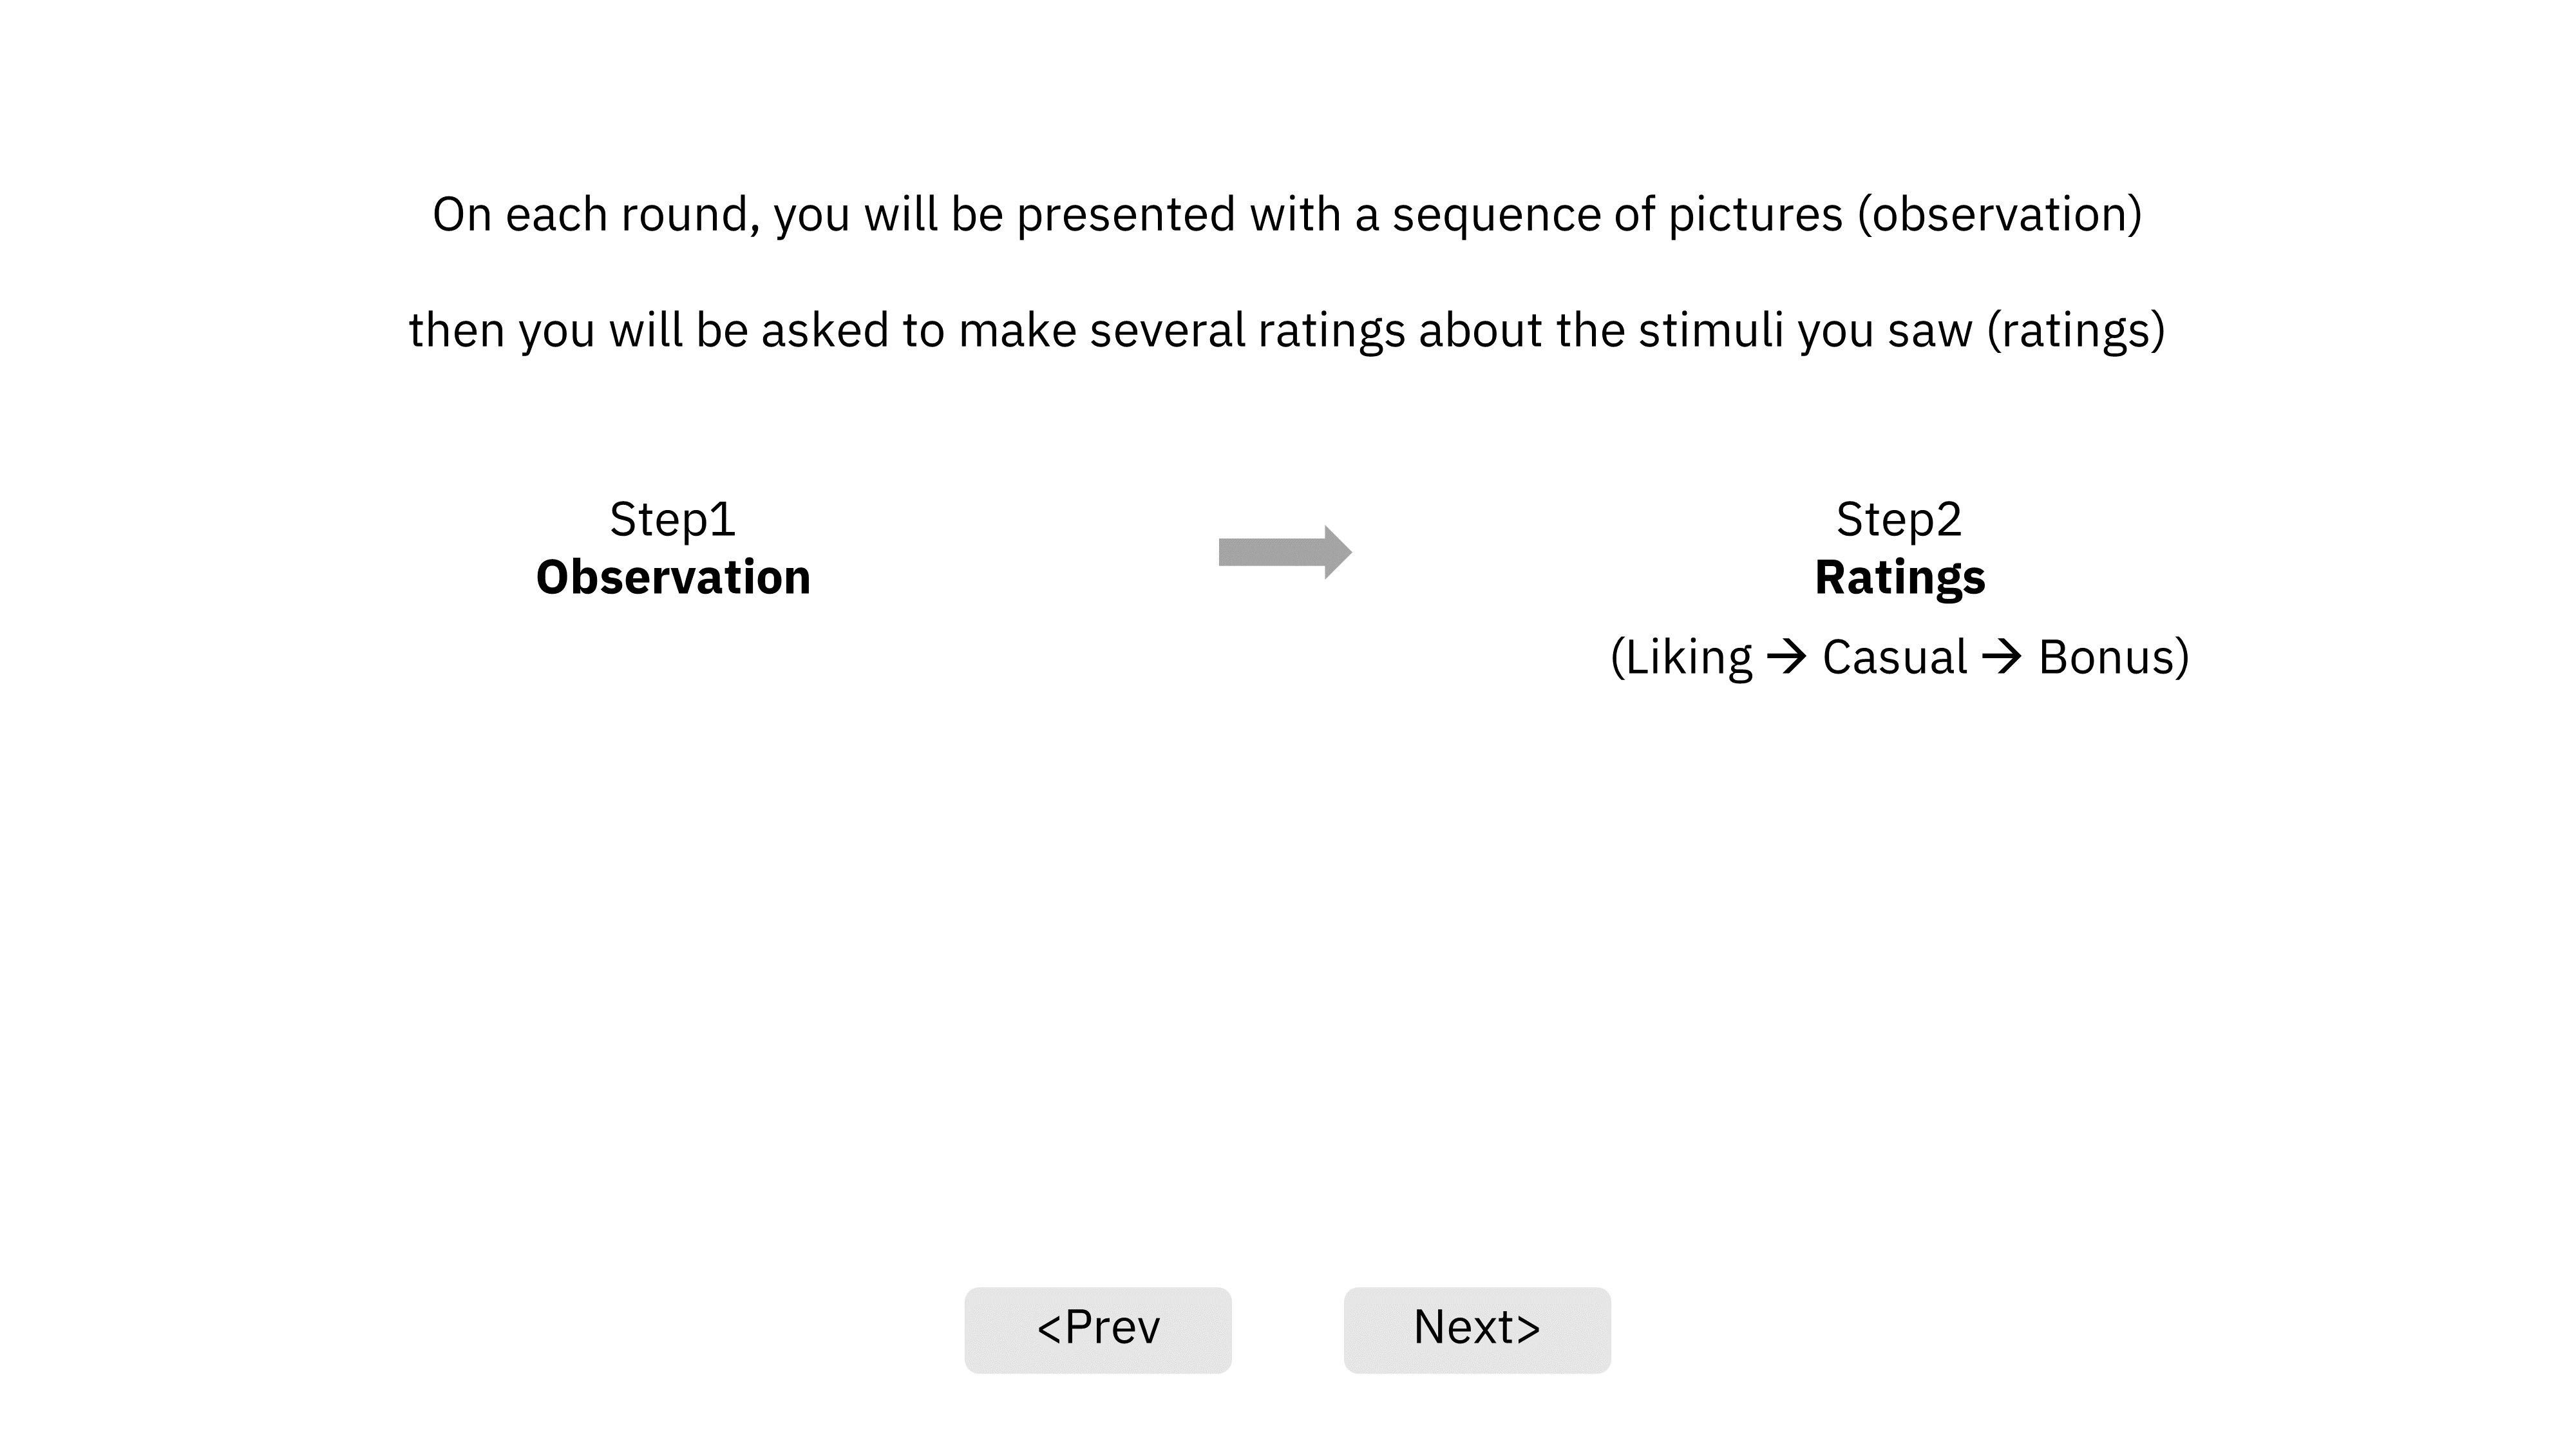 On each round, you will be presented with a sequence of pictures (observation)
then you will be asked to make several ratings about the stimuli you saw (ratings)
Step1
Observation
Step2
Ratings
(Liking → Casual → Bonus)
<Prev
Next>